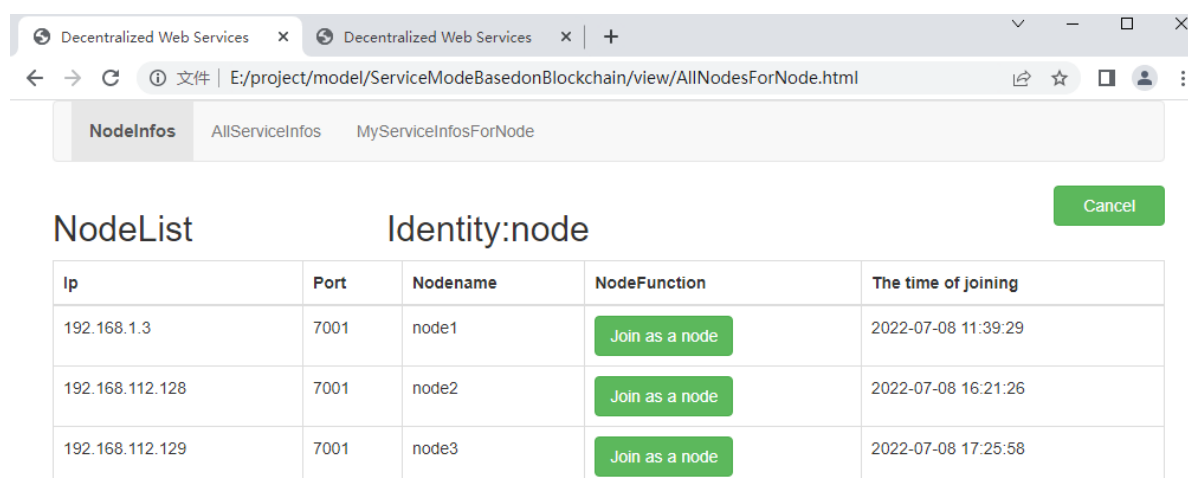 Decentralized Web Services
Decentralized Web Services
文件 E:/project/model/ServiceModeBasedonBlockchain/view/AllNodesForNode.html
NodeInfos AllServiceInfos MyServiceInfosForNode
Cancel
NodeList Identity:node
Ip Port Nodename NodeFunction The time of joining
192.168.1.3 7001 node1 Join as a node 2022-07-08 11:39:29
192.168.112.128 7001 node2 Join as a node 2022-07-08 16:21:26
192.168.112.129 7001 node3 Join as a node 2022-07-08 17:25:58